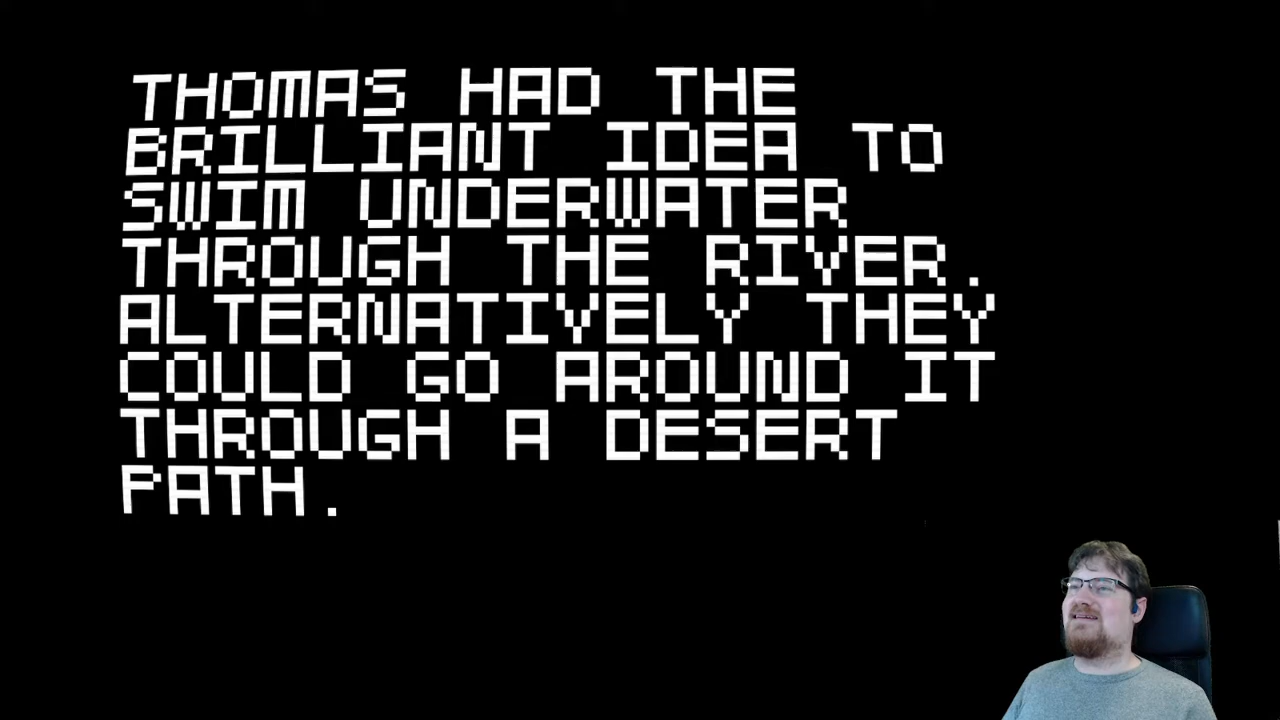 THOMAS HAD THE
BRILLIANT IDEA TO
SWIM UNDERWATER
THROUGH THE RIVER.
ALTERNATIVELY THEY
COULD GO AROUND IT
THROUGH A DESERT
PATH.